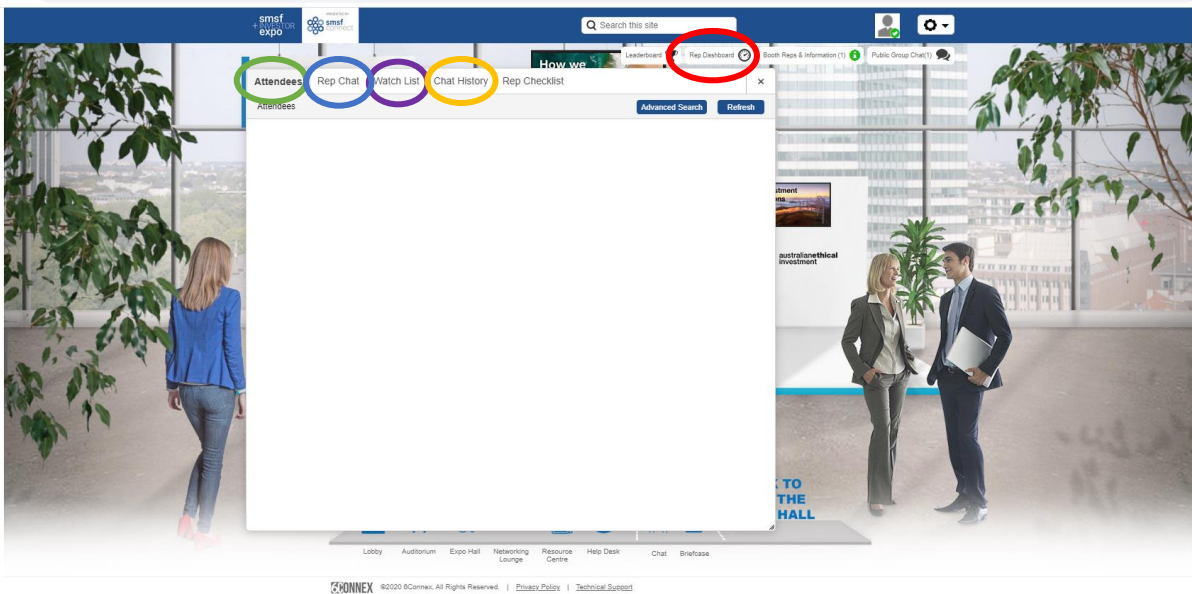 PRESENTED BY
smsf
+INVESTOR
expo
smsf
connect
Search this site
How we
Leaderboard
Rep Dashboard
Booth Reps & Information (1)
Public Group Chat(1)
Attendees
Rep Chat
Watch List
Chat History
Rep Checklist
×
Attendees
Advanced Search
Refresh
australianethical
investment
TO
THE
HALL
Lobby
Auditorium
Expo Hall
Networking
Lounge
Resource
Centre
Help Desk
Chat
Briefcase
6CONNEX
©2020 6Connex, All Rights Reserved. | Privacy Policy | Technical Support